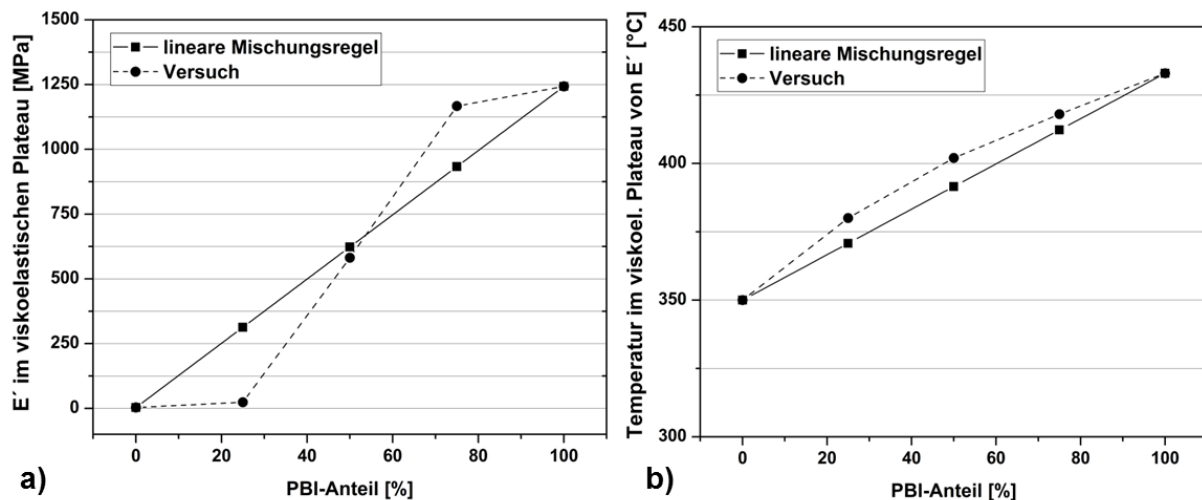 E´ im viskoelastischen Plateau [MPa]
1500
1250
1000
750
500
250
0
lineare Mischungsregel
Versuch
0 20 40 60 80 100
PBI-Anteil [%]
a)
Temperatur im viskoel. Plateau von E´ [°C]
450
400
350
300
lineare Mischungsregel
Versuch
0 20 40 60 80 100
PBI-Anteil [%]
b)